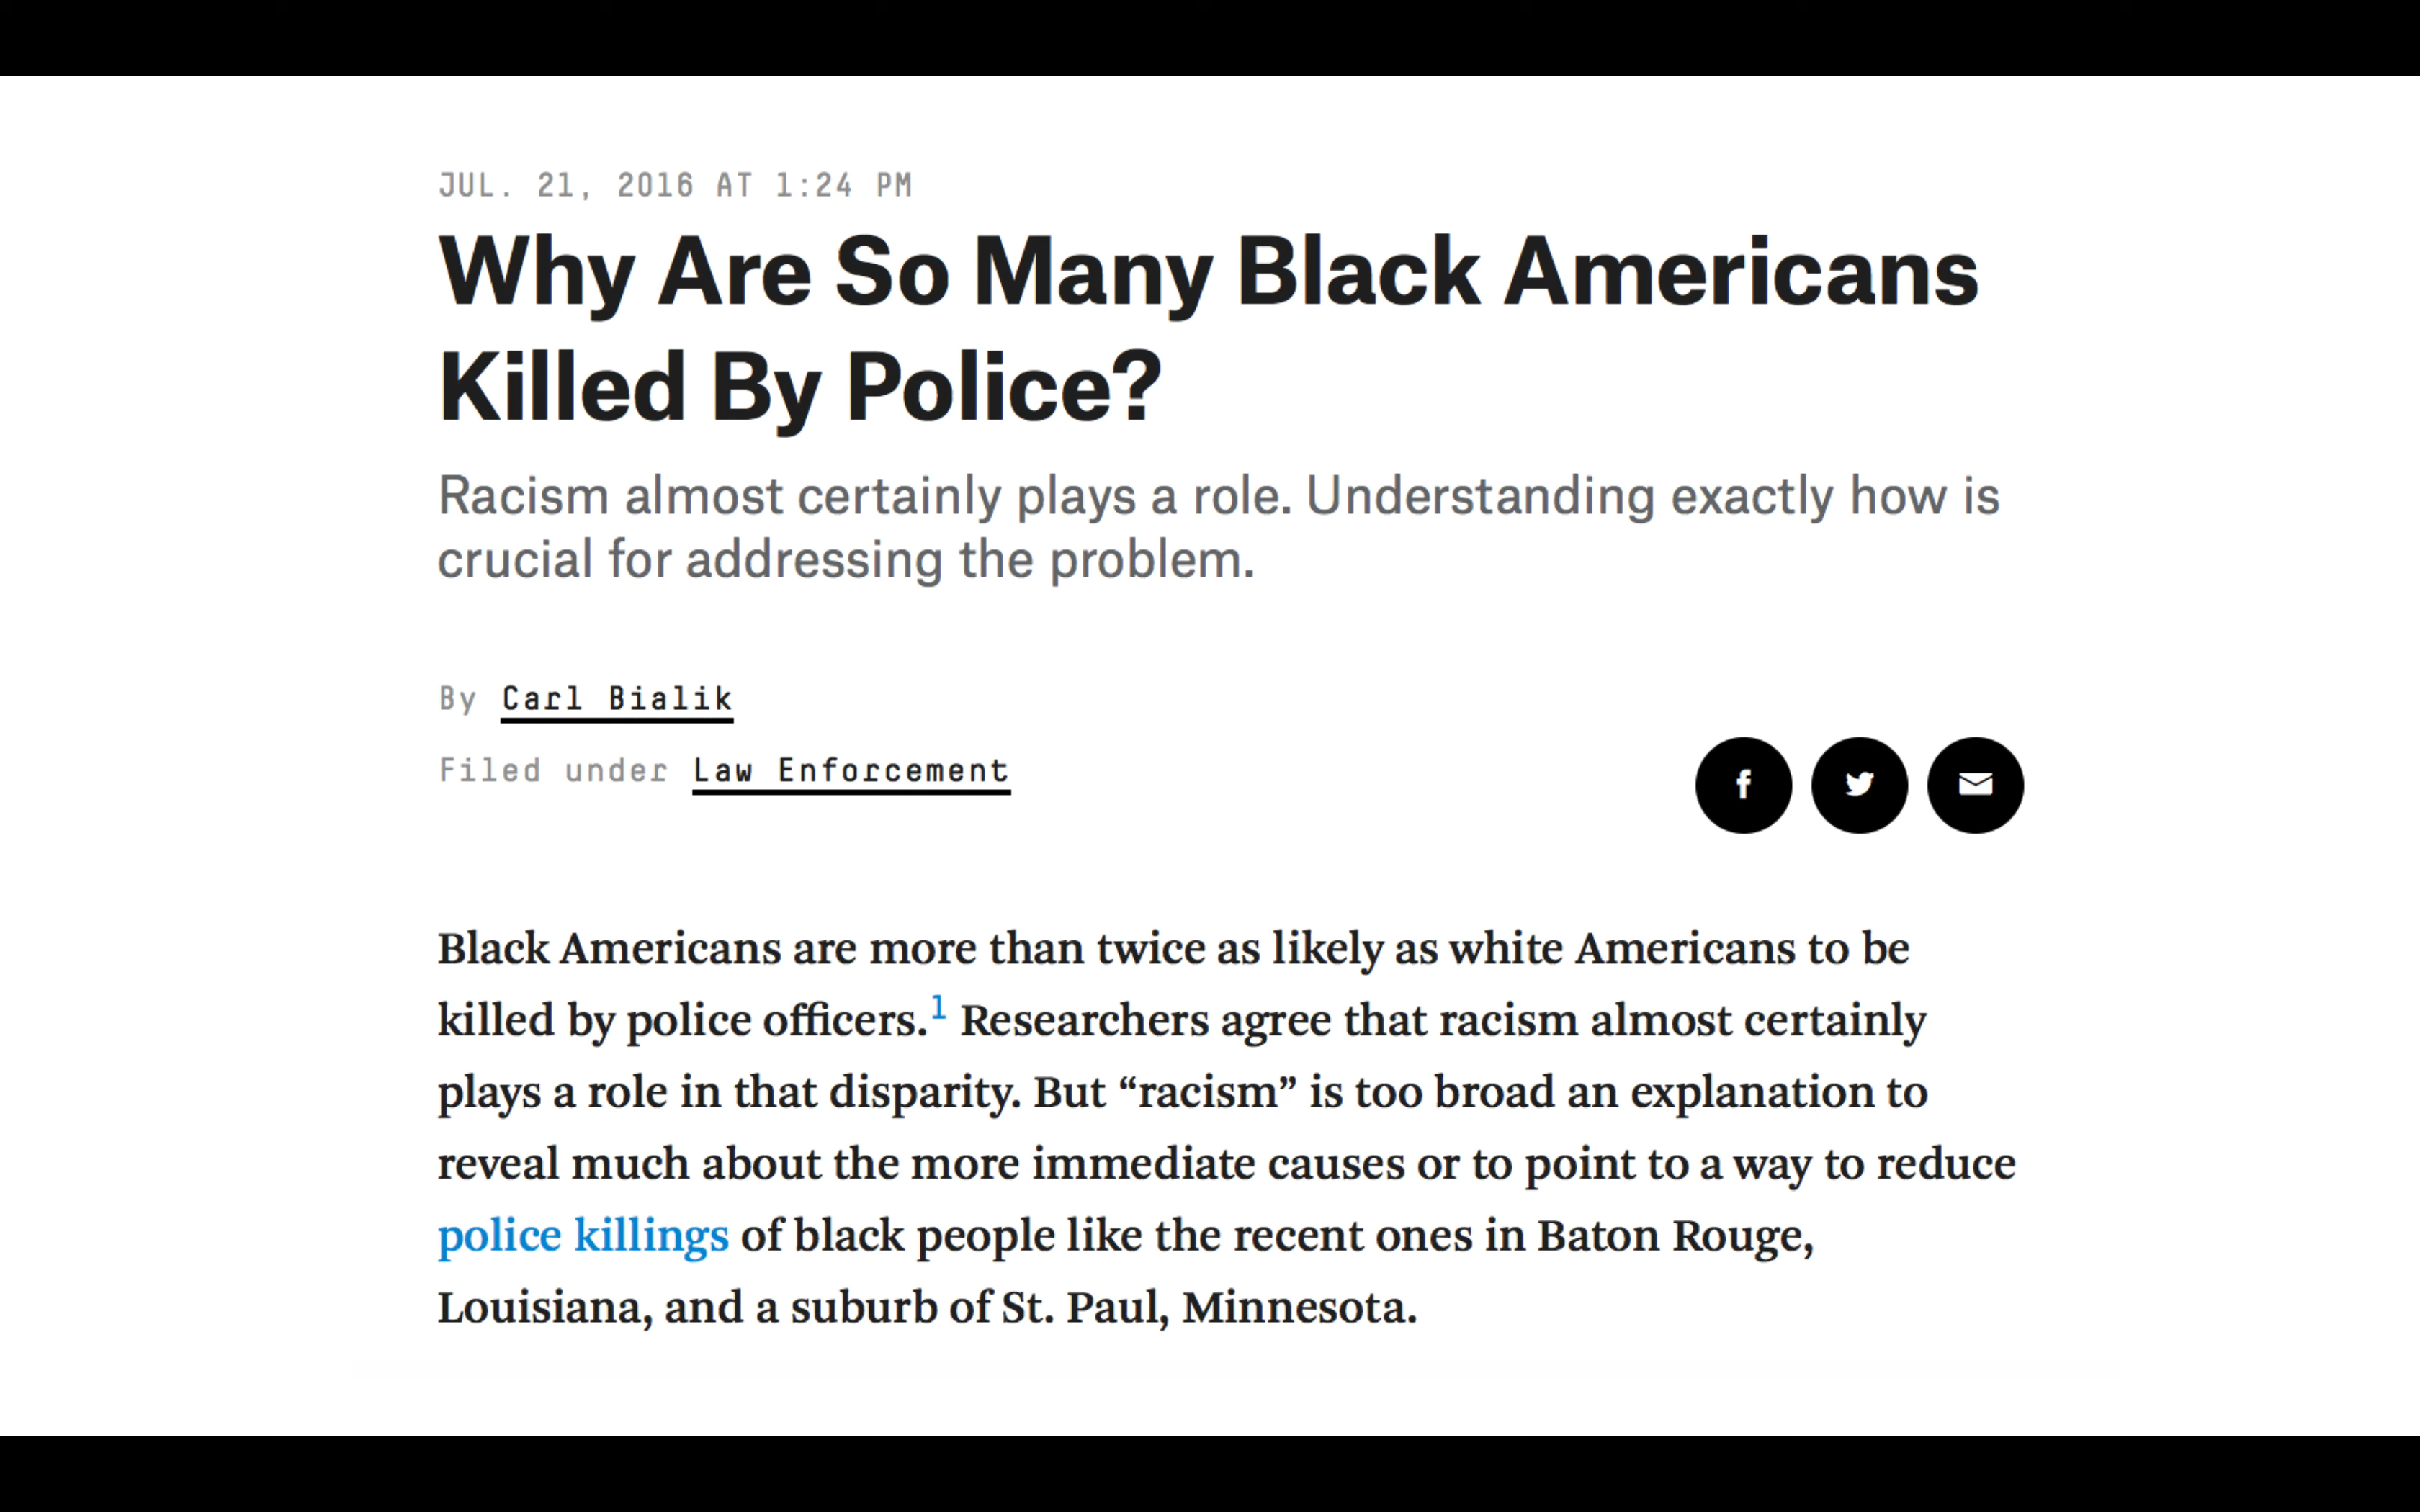 JUL. 21, 2016 AT 1:24 PM
Why Are So Many Black Americans
Killed By Police?
Racism almost certainly plays a role. Understanding exactly how is
crucial for addressing the problem.
By Carl Bialik
Filed under Law Enforcement
Black Americans are more than twice as likely as white Americans to be
killed by police officers.1 Researchers agree that racism almost certainly
plays a role in that disparity. But “racism” is too broad an explanation to
reveal much about the more immediate causes or to point to a way to reduce
police killings of black people like the recent ones in Baton Rouge,
Louisiana, and a suburb of St. Paul, Minnesota.